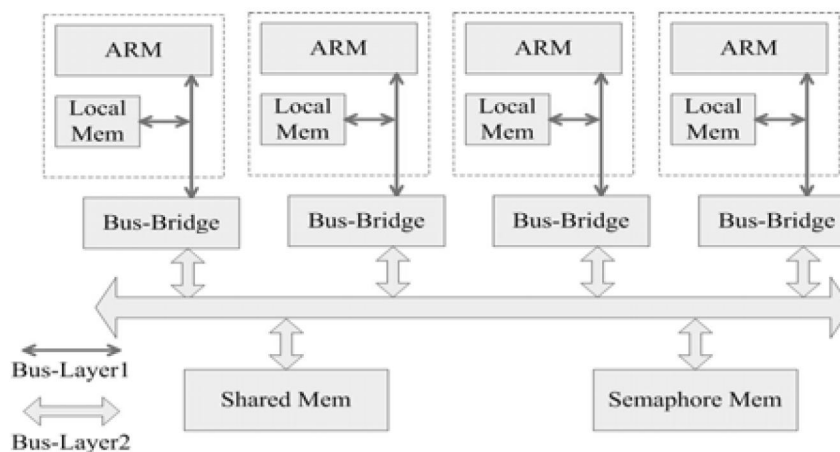 ARM
ARM
ARM
ARM
Local
Mem
Local
Mem
Local
Mem
Local
Mem
Bus-Bridge
Bus-Bridge
Bus-Bridge
Bus-Bridge
Bus-Layer1
Shared Mem
Semaphore Mem
Bus-Layer2